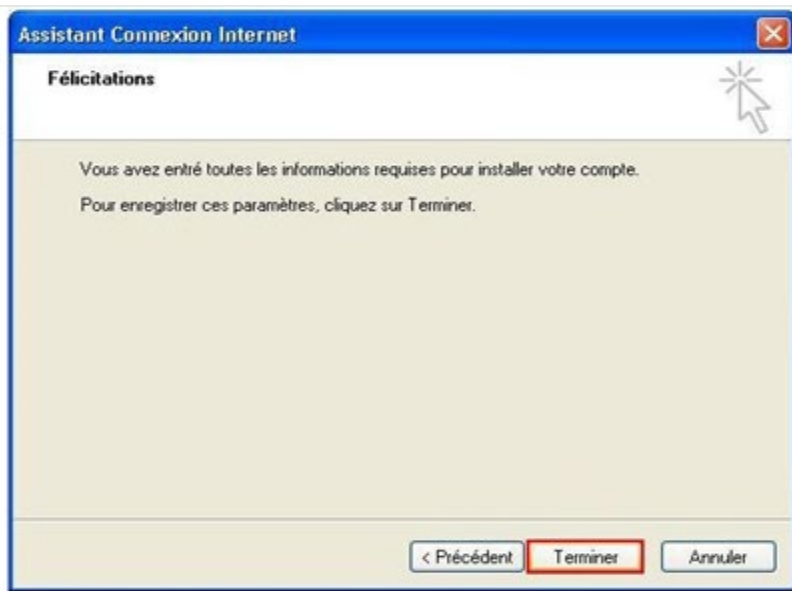 Assistant Connexion Internet
Félicitations
Vous avez entré toutes les informations requises pour installer votre compte.
Pour enregistrer ces paramètres, cliquez sur Terminer.
< Précédent Terminer Annuler